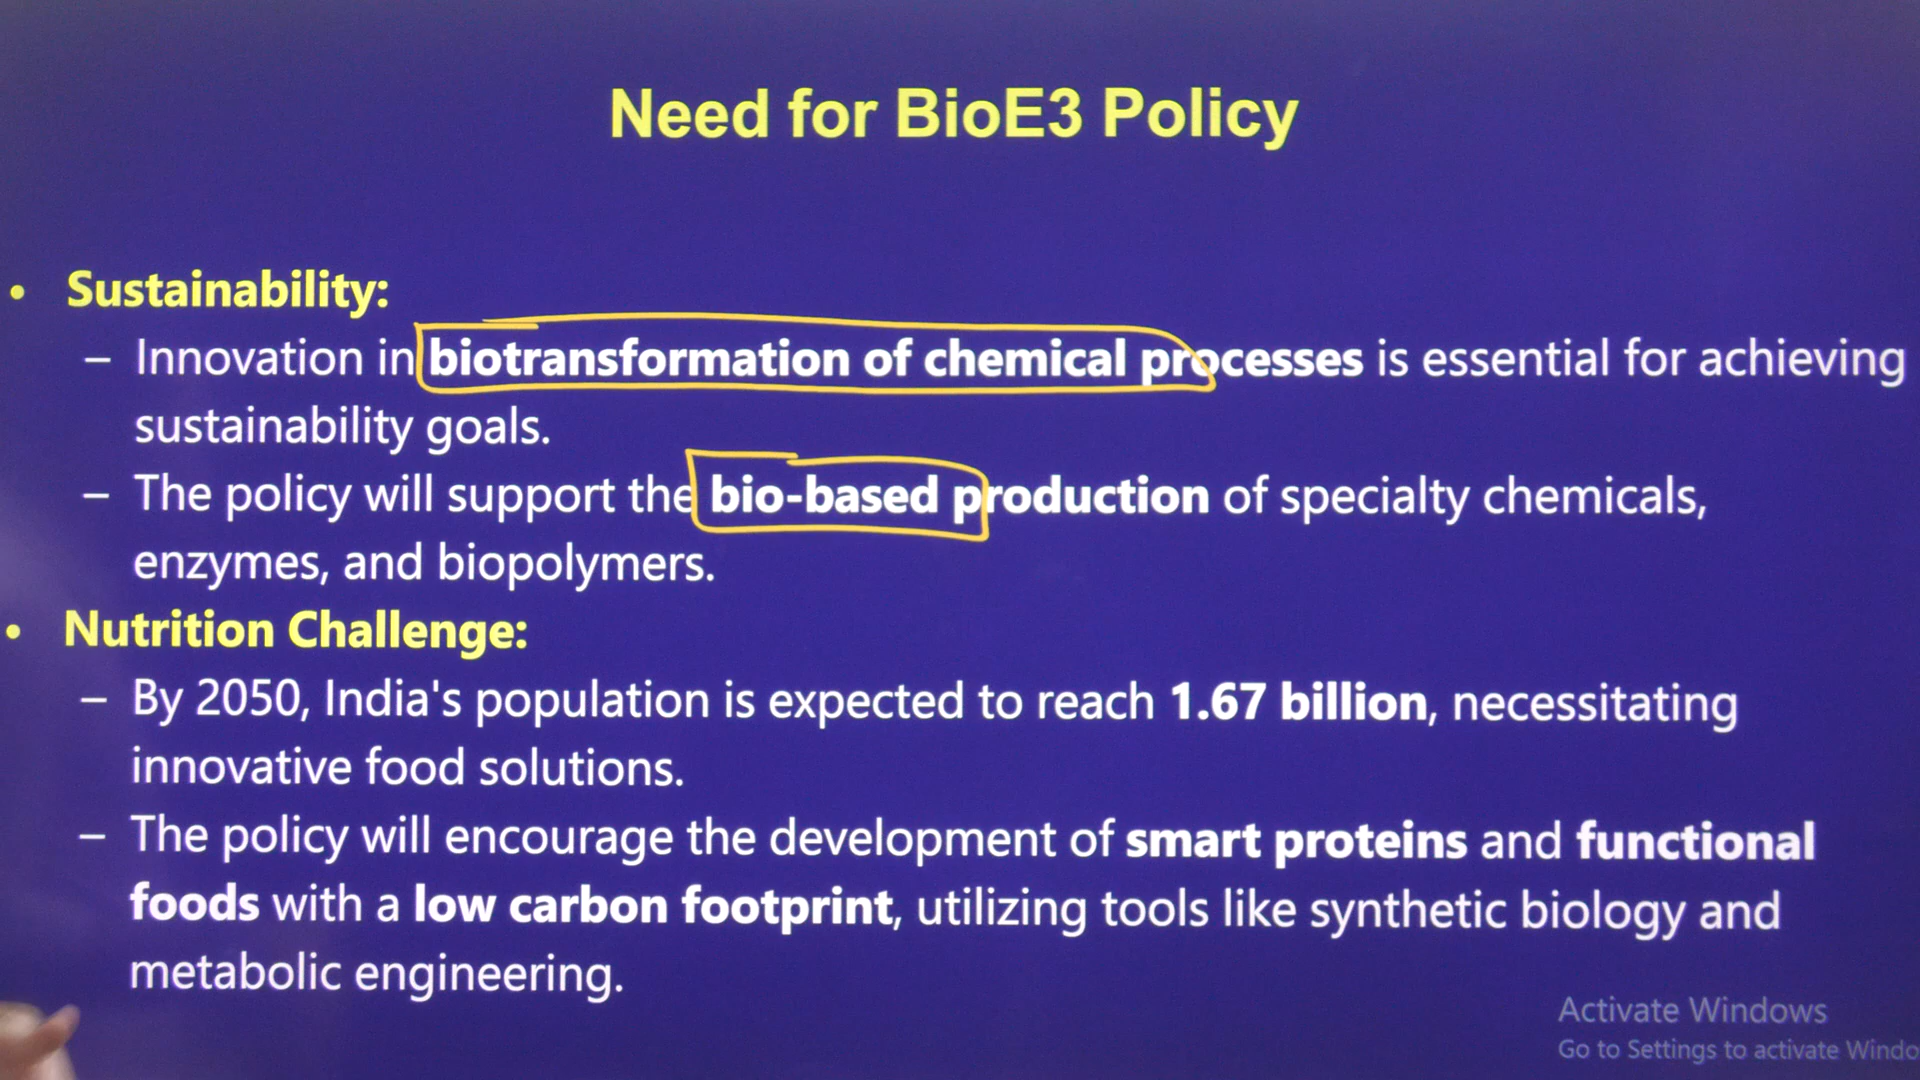 Need for BioE3 Policy
• Sustainability:
– Innovation in biotransformation of chemical processes is essential for achieving
sustainability goals.
– The policy will support the bio-based production of specialty chemicals,
enzymes, and biopolymers.
• Nutrition Challenge:
– By 2050, India's population is expected to reach 1.67 billion, necessitating
innovative food solutions.
– The policy will encourage the development of smart proteins and functional
foods with a low carbon footprint, utilizing tools like synthetic biology and
metabolic engineering.
Activate Windows
Go to Settings to activate Windo